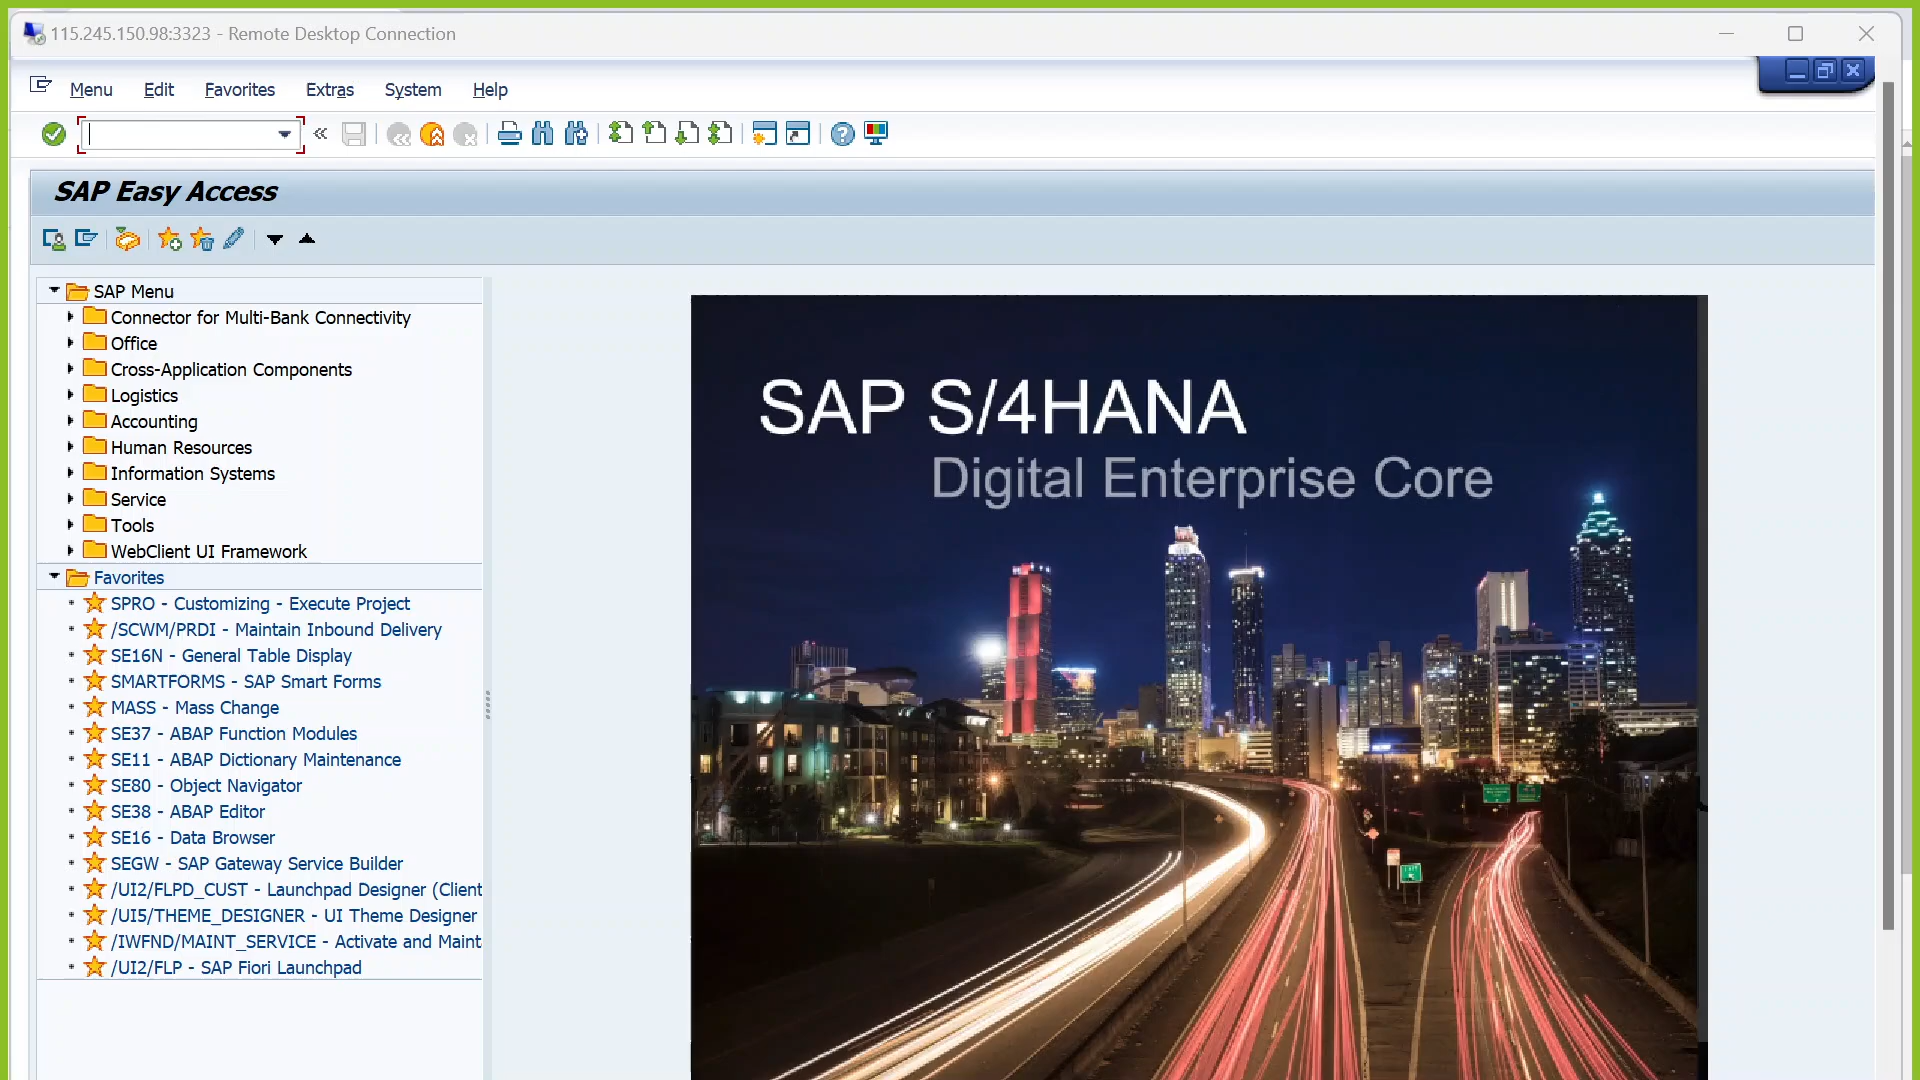 115.245.150.98:3323 - Remote Desktop Connection
Menu Edit Favorites Extras System Help
SAP Easy Access
SAP Menu
Connector for Multi-Bank Connectivity
Office
Cross-Application Components
Logistics
Accounting
Human Resources
Information Systems
Service
Tools
WebClient UI Framework
Favorites
SPRO - Customizing - Execute Project
/SCWM/PRDI - Maintain Inbound Delivery
SE16N - General Table Display
SMARTFORMS - SAP Smart Forms
MASS - Mass Change
SE37 - ABAP Function Modules
SE11 - ABAP Dictionary Maintenance
SE80 - Object Navigator
SE38 - ABAP Editor
SE16 - Data Browser
SEGW - SAP Gateway Service Builder
/UI2/FLPD_CUST - Launchpad Designer (Client
/UI5/THEME_DESIGNER - UI Theme Designer
/IWFND/MAINT_SERVICE - Activate and Maint
/UI2/FLP - SAP Fiori Launchpad
SAP S/4HANA
Digital Enterprise Core